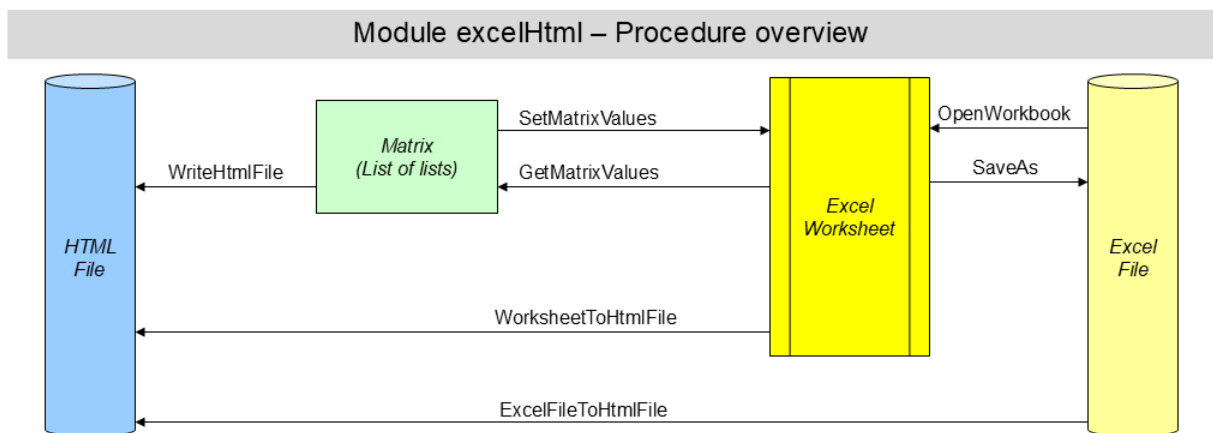 Module excelHtml – Procedure overview
SetMatrixValues
OpenWorkbook
Matrix
(List of lists)
WriteHtmlFile
GetMatrixValues
SaveAs
Excel
Worksheet
HTML
File
Excel
File
WorksheetToHtmlFile
ExcelFileToHtmlFile